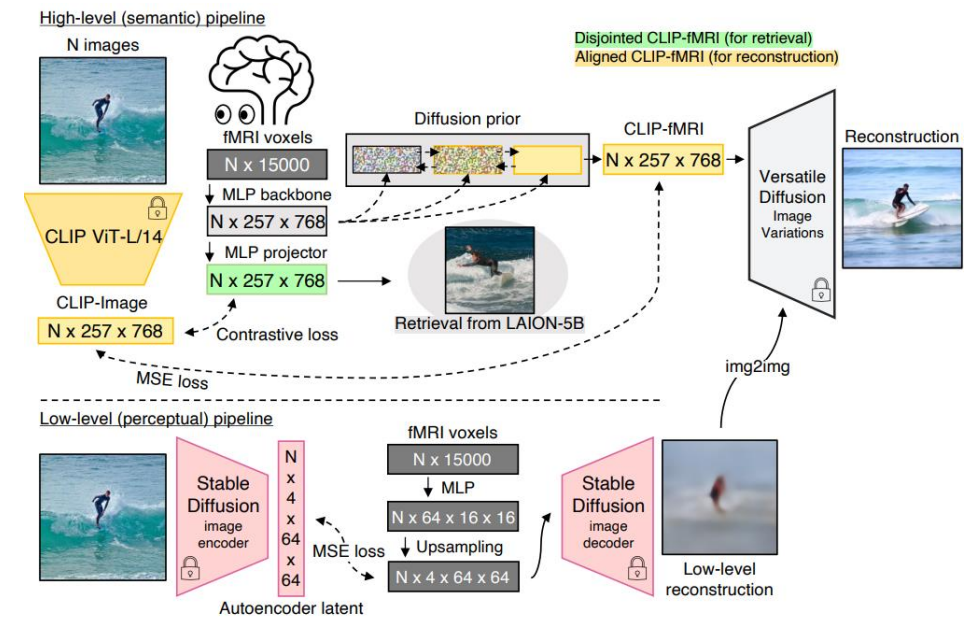 High-level (semantic) pipeline
N images
fMRI voxels
N x 15000
MLP backbone
N x 257 x 768
MLP projector
N x 257 x 768
CLIP ViT-L/14
CLIP-Image
N x 257 x 768
Contrastive loss
MSE loss
Diffusion prior
Disjointed CLIP-fMRI (for retrieval)
Aligned CLIP-fMRI (for reconstruction)
CLIP-fMRI
N x 257 x 768
Retrieval from LAION-5B
Versatile
Diffusion
Image
Variations
Reconstruction
img2img
Low-level (perceptual) pipeline
Stable
Diffusion
image
encoder
N
x
4
x
64
x
64
Autoencoder latent
MSE loss
fMRI voxels
N x 15000
MLP
N x 64 x 16 x 16
Upsampling
N x 4 x 64 x 64
Stable
Diffusion
image
decoder
Low-level
reconstruction